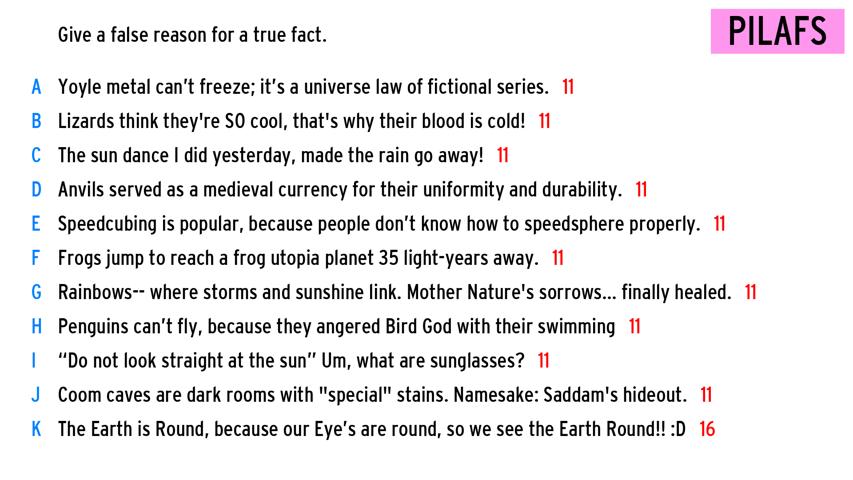 Give a false reason for a true fact.
PILAFS
A Yoyle metal can't freeze; it's a universe law of fictional series. 11
B Lizards think they're SO cool, that's why their blood is cold! 11
C The sun dance I did yesterday, made the rain go away! 11
D Anvils served as a medieval currency for their uniformity and durability. 11
E Speedcubing is popular, because people don't know how to speedsphere properly. 11
F Frogs jump to reach a frog utopia planet 35 light-years away. 11
G Rainbows-- where storms and sunshine link. Mother Nature's sorrows... finally healed. 11
H Penguins can't fly, because they angered Bird God with their swimming 11
I “Do not look straight at the sun” Um, what are sunglasses? 11
J Coom caves are dark rooms with "special" stains. Namesake: Saddam's hideout. 11
K The Earth is Round, because our Eye's are round, so we see the Earth Round!! :D 16